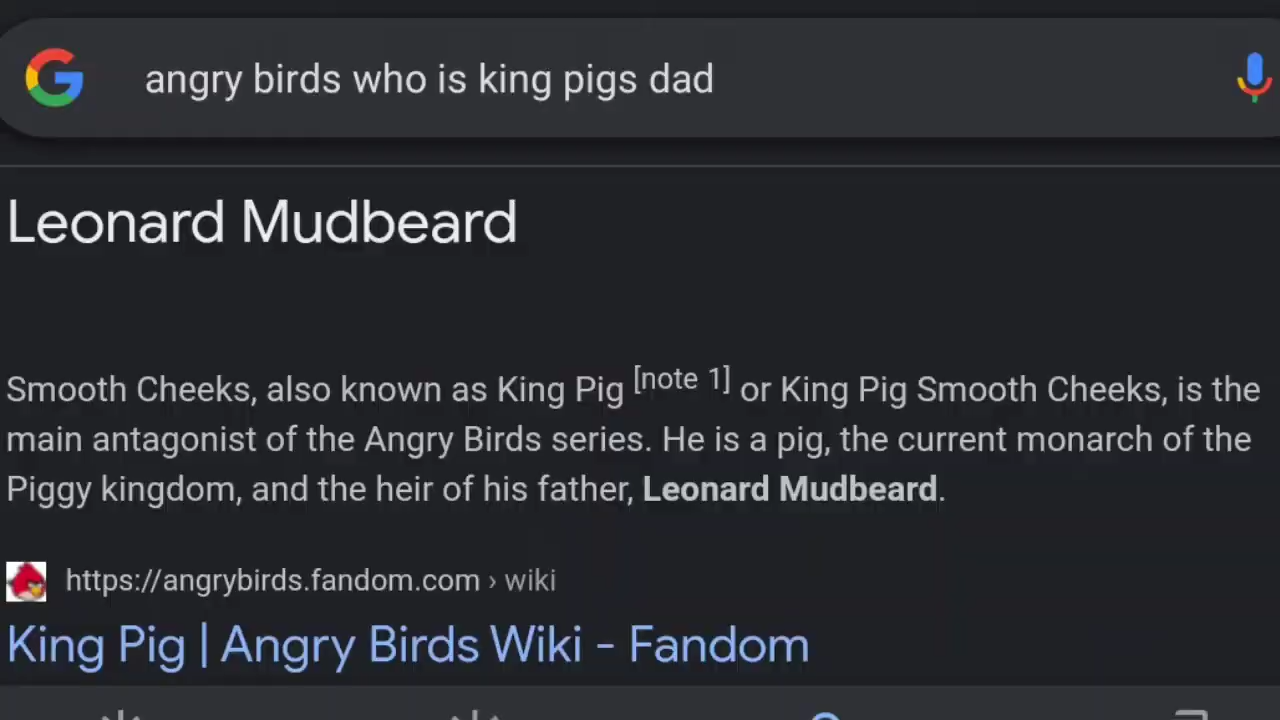 angry birds who is king pigs dad
Leonard Mudbeard
Smooth Cheeks, also known as King Pig [note 1] or King Pig Smooth Cheeks, is the
main antagonist of the Angry Birds series. He is a pig, the current monarch of the
Piggy kingdom, and the heir of his father, Leonard Mudbeard.
https://angrybirds.fandom.com › wiki
King Pig | Angry Birds Wiki - Fandom